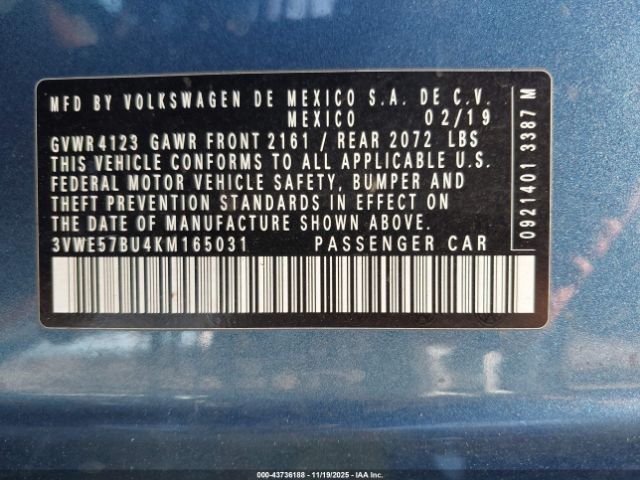 MFD BY VOLKSWAGEN DE MEXICO S.A. DE C.V.
MEXICO 02/19
GVWR 4123 GAWR FRONT 2161 / REAR 2072 LBS
THIS VEHICLE CONFORMS TO ALL APPLICABLE U.S.
FEDERAL MOTOR VEHICLE SAFETY, BUMPER AND
THEFT PREVENTION STANDARDS IN EFFECT ON
THE DATE OF MANUFACTURE SHOWN ABOVE.
3VWE57BU4KM165031 PASSENGER CAR
0921401 3387 M
000-43736188 - 11/19/2025 - IAA Inc.